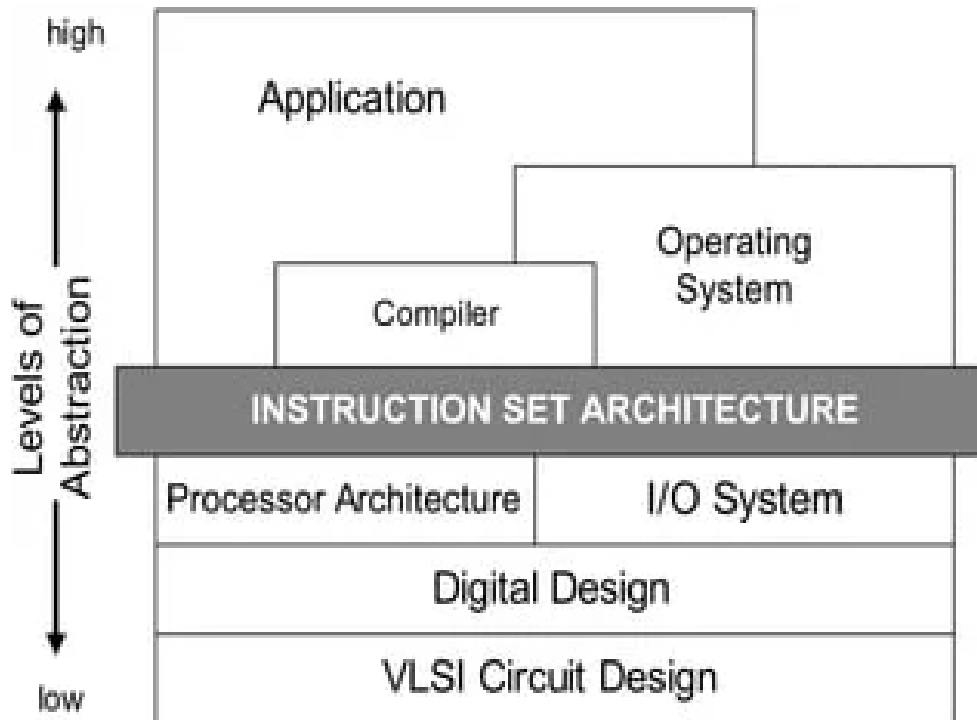 high
Application
Operating
System
Compiler
Levels of
Abstraction
INSTRUCTION SET ARCHITECTURE
Processor Architecture
I/O System
Digital Design
VLSI Circuit Design
low